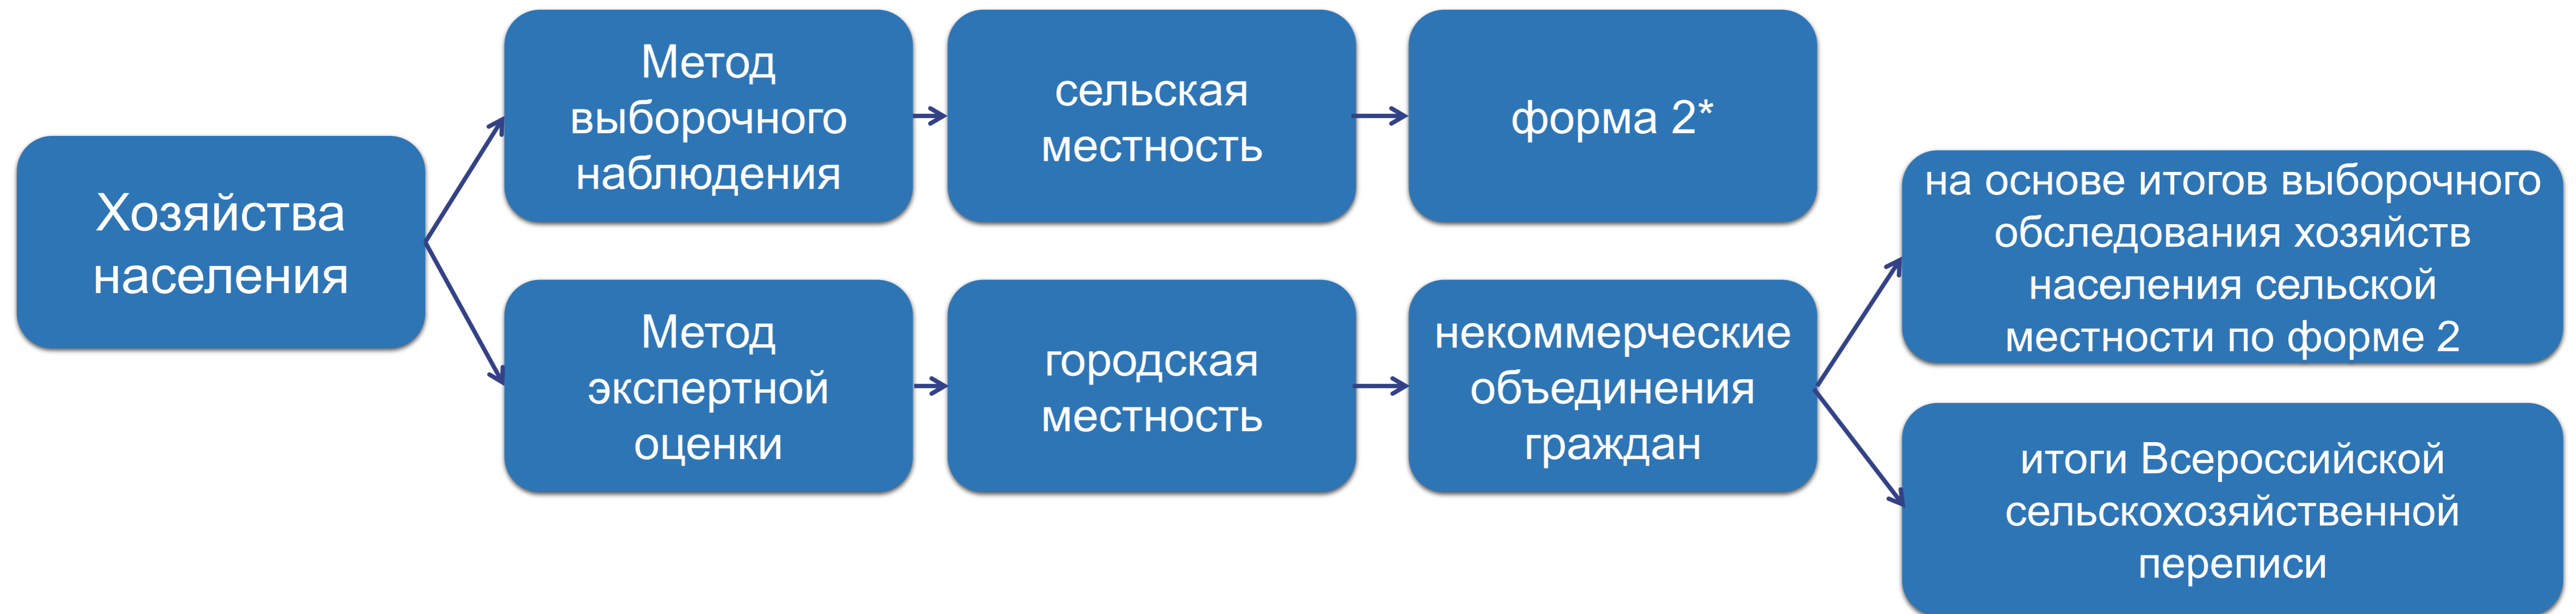 Хозяйства
населения
Метод
выборочного
наблюдения
сельская
местность
форма 2*
Метод
экспертной
оценки
городская
местность
некоммерческие
объединения
граждан
на основе итогов выборочного
обследования хозяйств
населения сельской
местности по форме 2
итоги Всероссийской
сельскохозяйственной
переписи